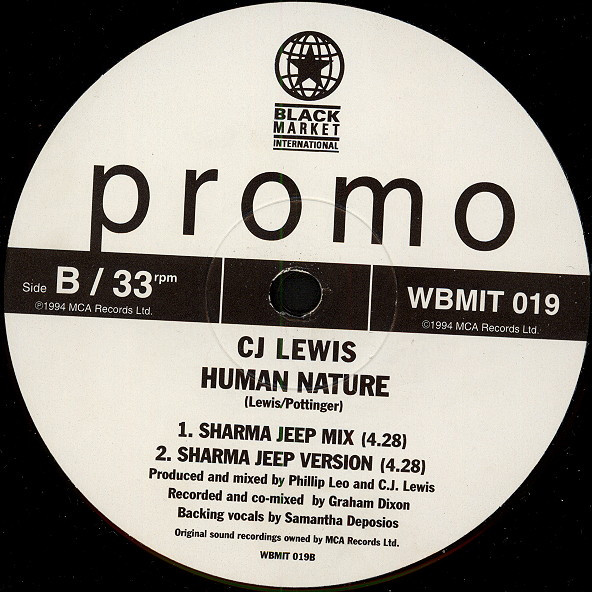 BLACK
MARKET
INTERNATIONAL
promo
Side B / 33 rpm
℗1994 MCA Records Ltd.
WBMIT 019
©1994 MCA Records Ltd.
CJ LEWIS
HUMAN NATURE
(Lewis/Pottinger)
1. SHARMA JEEP MIX (4.28)
2. SHARMA JEEP VERSION (4.28)
Produced and mixed by Phillip Leo and C.J. Lewis
Recorded and co-mixed by Graham Dixon
Backing vocals by Samantha Deposios
Original sound recordings owned by MCA Records Ltd.
WBMIT 019B